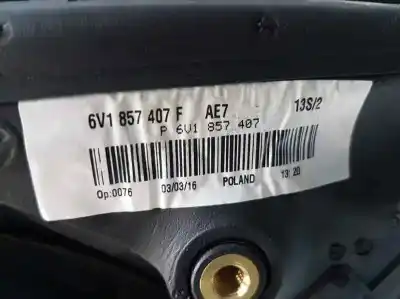 6V1 857 407 F AE7 13S/2
P 6V1 857 407
Op:0076 03/03/16 POLAND 13:20